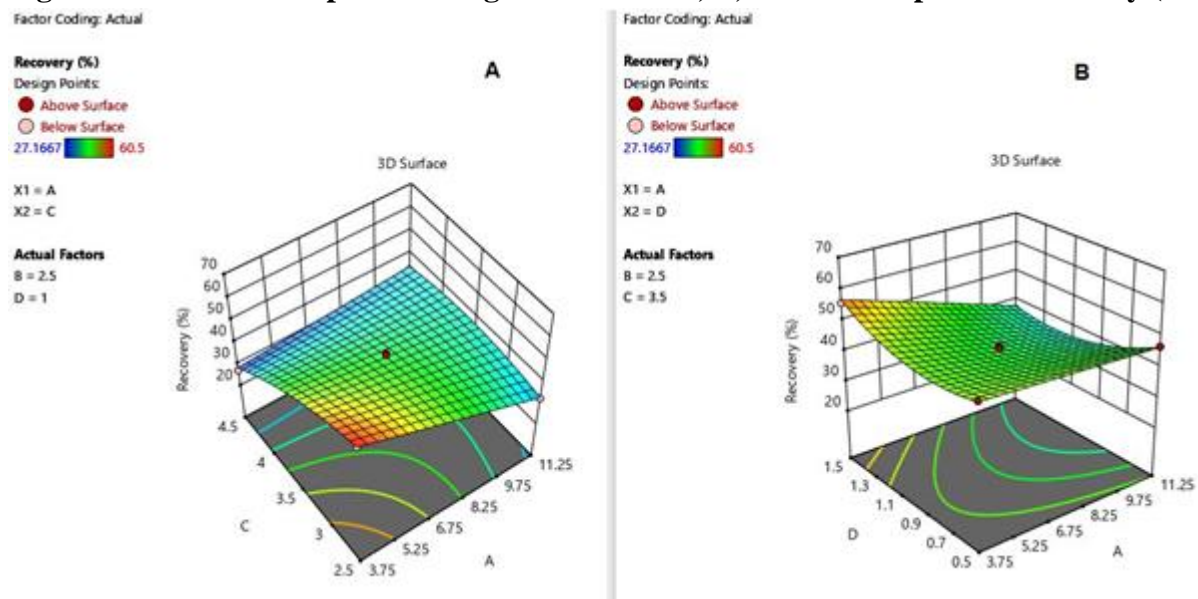 Factor Coding: Actual
Recovery (%)
Design Points:
Above Surface
Below Surface
27.1667 60.5
X1 = A
X2 = C
Actual Factors
B = 2.5
D = 1
A
3D Surface
70
60
50
40
30
20
Recovery (%)
4.5
4
3.5
3
2.5
C
3.75
5.25
6.75
8.25
9.75
11.25
A
Factor Coding: Actual
Recovery (%)
Design Points:
Above Surface
Below Surface
27.1667 60.5
X1 = A
X2 = D
Actual Factors
B = 2.5
C = 3.5
B
3D Surface
70
60
50
40
30
20
Recovery (%)
1.5
1.3
1.1
0.9
0.7
0.5
D
3.75
5.25
6.75
8.25
9.75
11.25
A